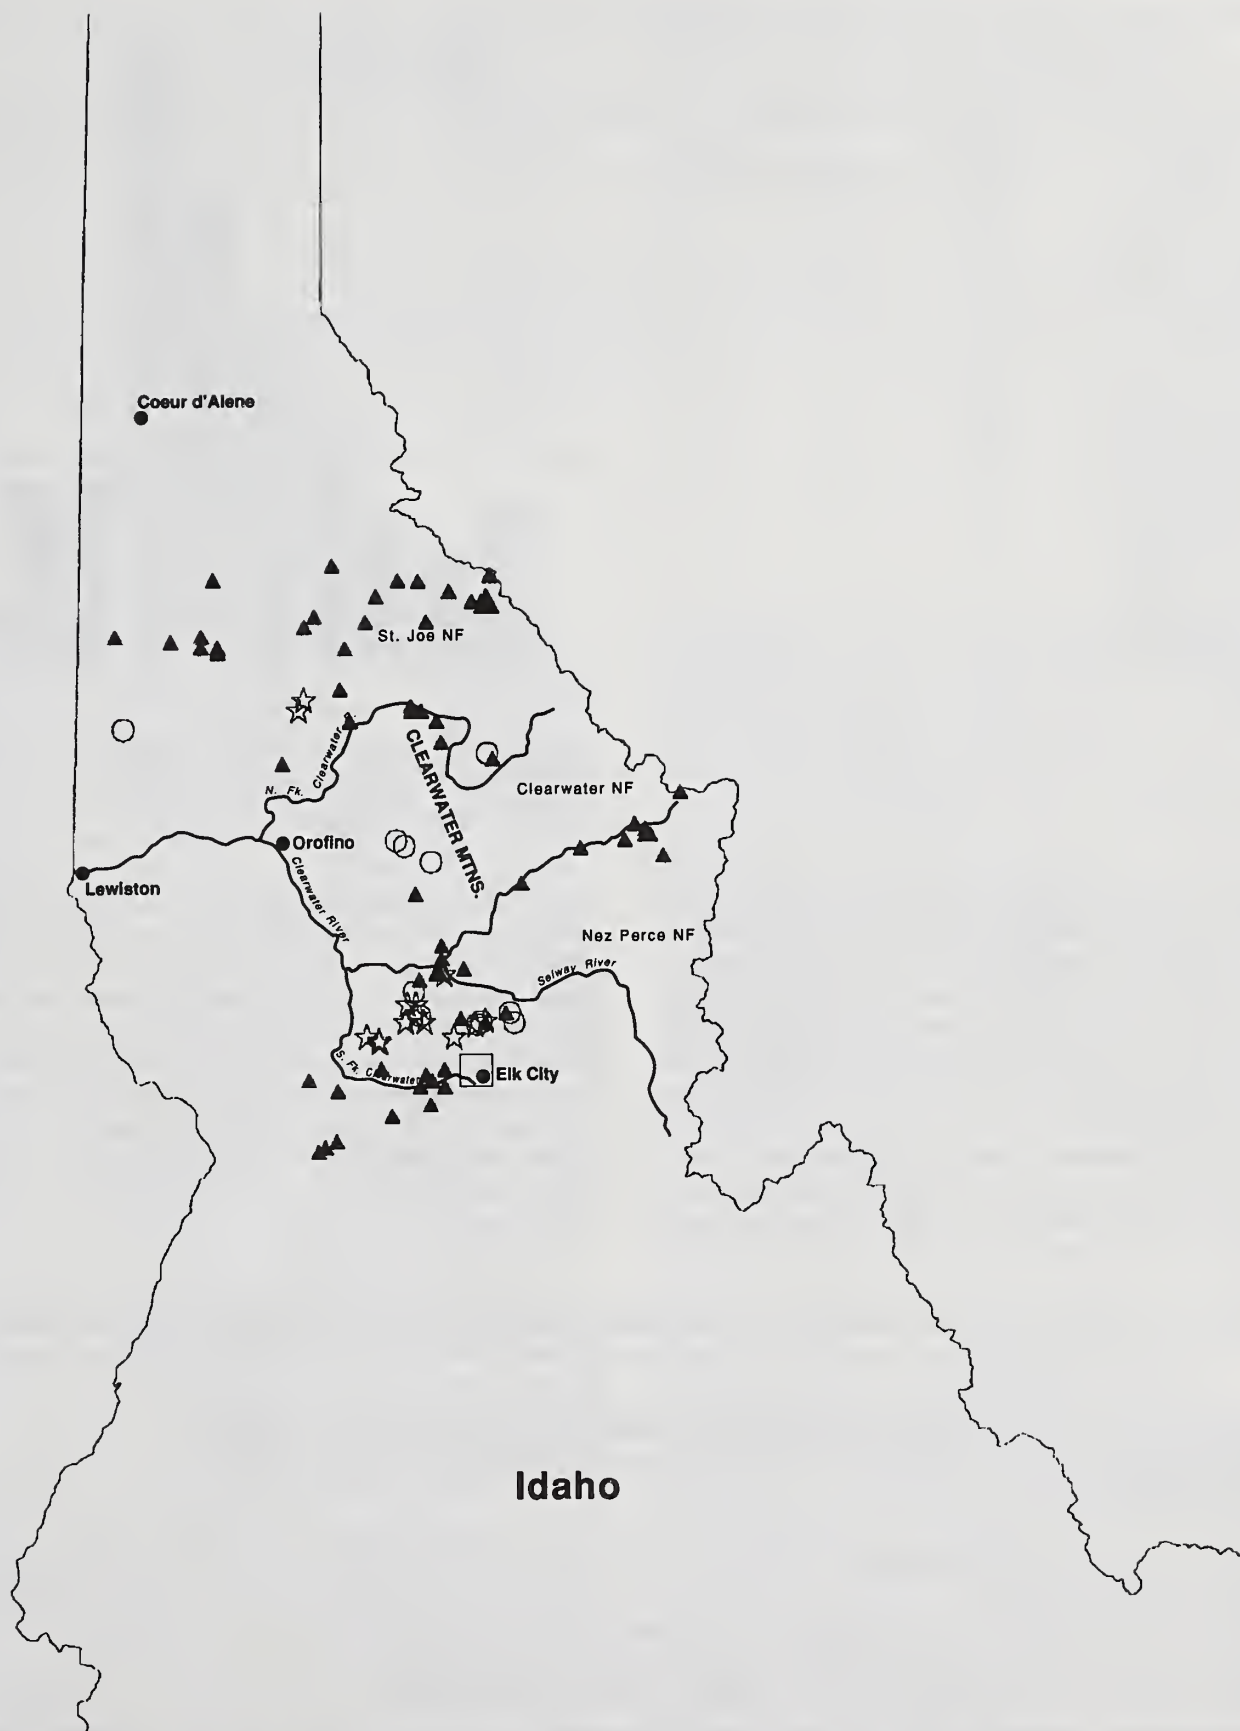 Coeur d'Alene
St. Joe NF
CLEARWATER MTNS.
N. Fk. Clearwater R.
Clearwater NF
Orofino
Lewiston
Clearwater River
Nez Perce NF
Selway River
S. Fk. Clearwater
Elk City
Idaho